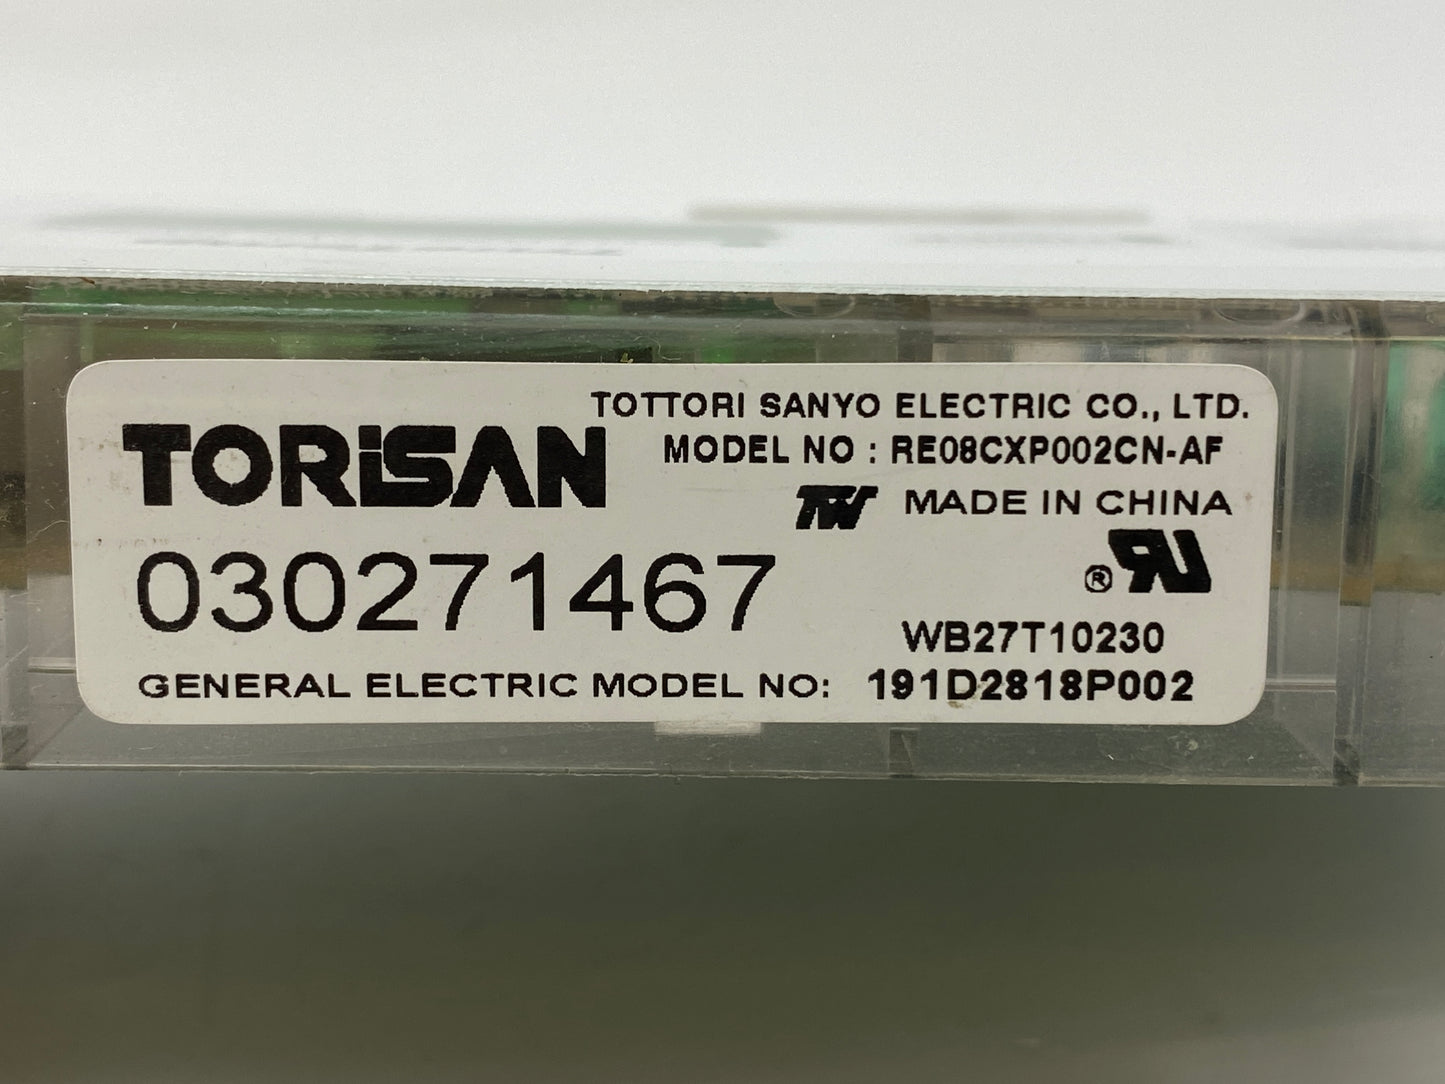 TOTTORI SANYO ELECTRIC CO., LTD.
TORiSAN
MODEL NO : RE08CXP002CN-AF
MADE IN CHINA
®
030271467
WB27T10230
GENERAL ELECTRIC MODEL NO: 191D2818P002